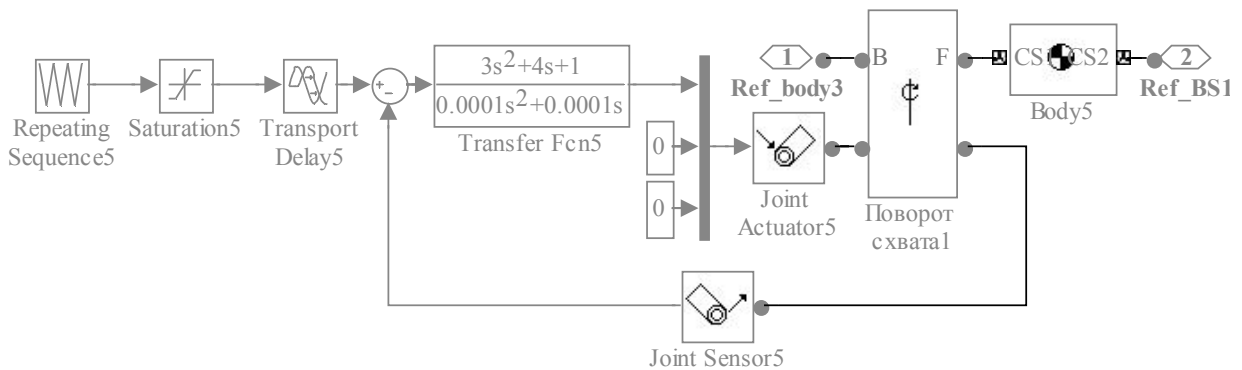 Repeating
Sequence5
Saturation5
Transport
Delay5
+
-
3s²+4s+1
0.0001s²+0.0001s
Transfer Fcn5
0
0
Joint
Actuator5
1
Ref_body3
B
F
Поворот
схвата1
CS1
CS2
Body5
2
Ref_BS1
Joint Sensor5